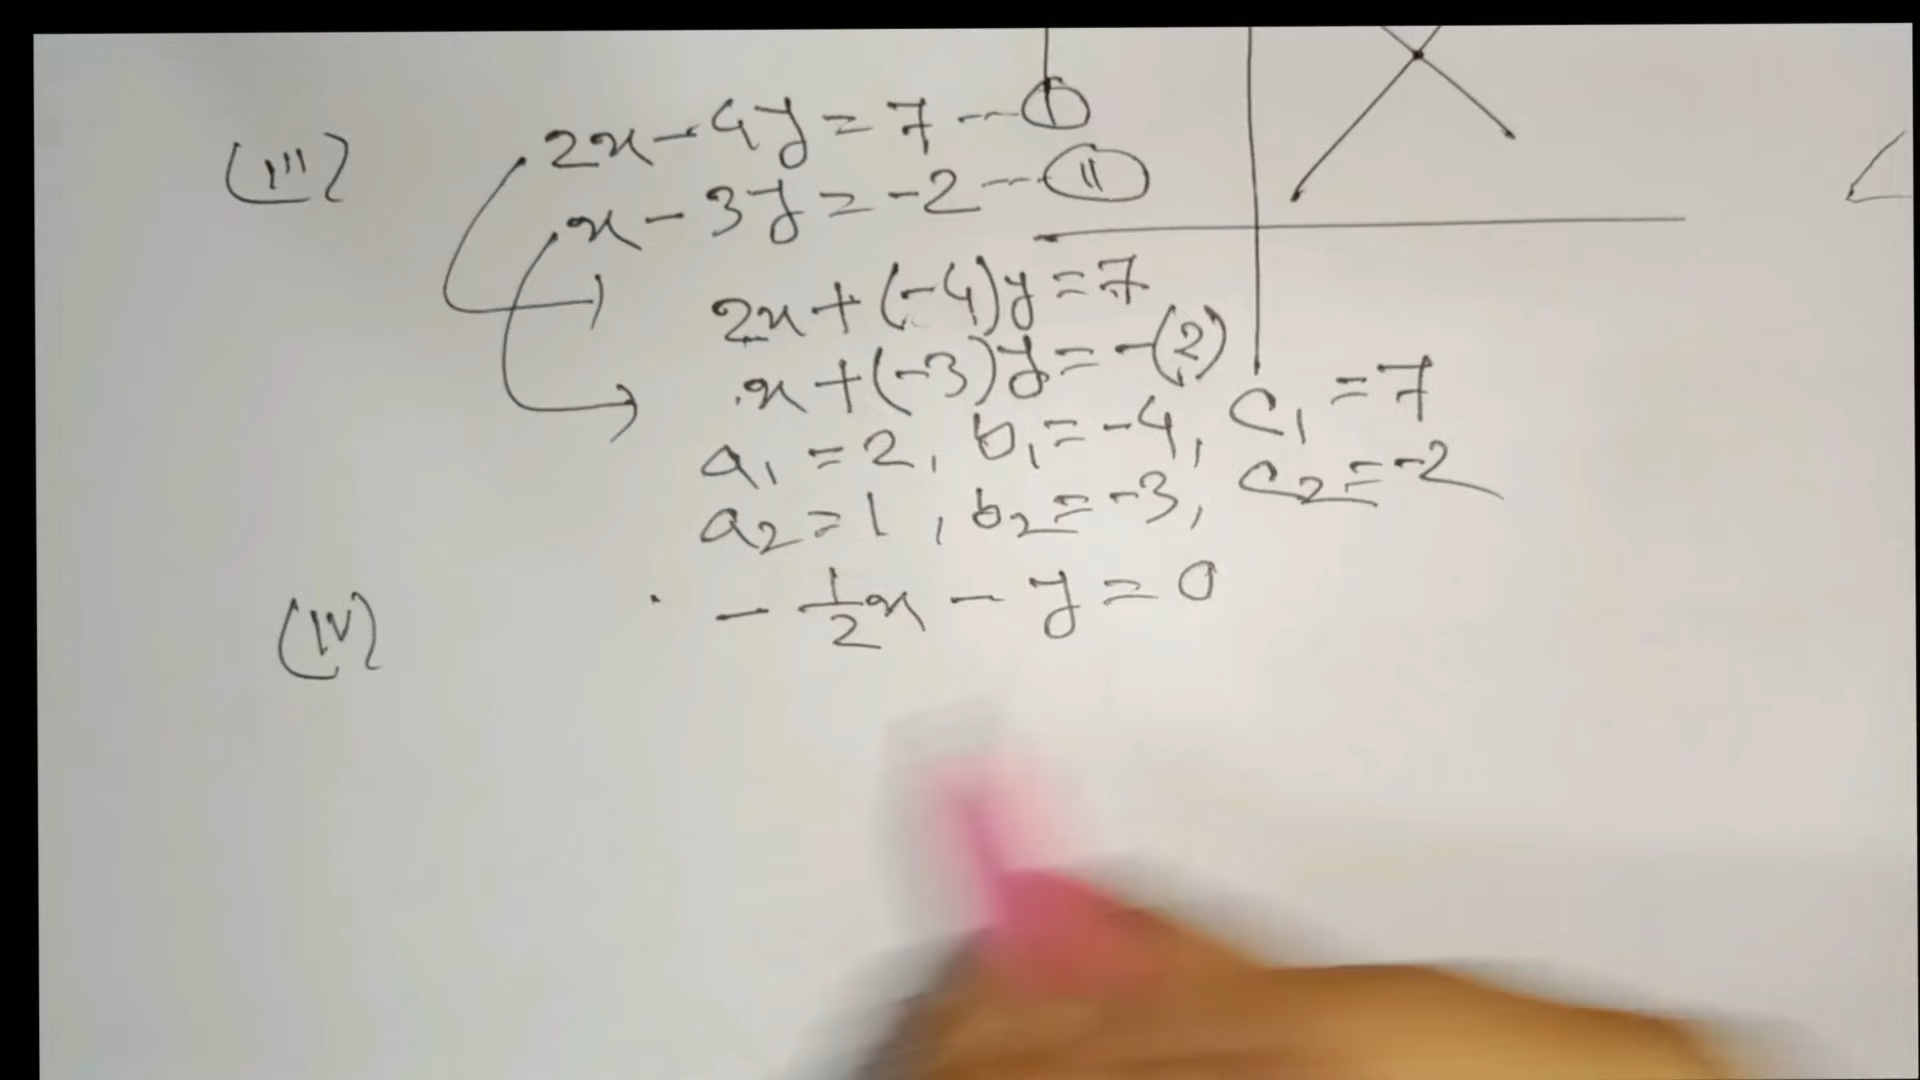 (III) 2x - 4y = 7 --- (I)
x - 3y = -2 --- (II)
2x + (-4)y = 7
x + (-3)y = -(2)
a₁ = 2, b₁ = -4, c₁ = 7
a₂ = 1, b₂ = -3, c₂ = -2
(IV) - 1/2 x - y = 0